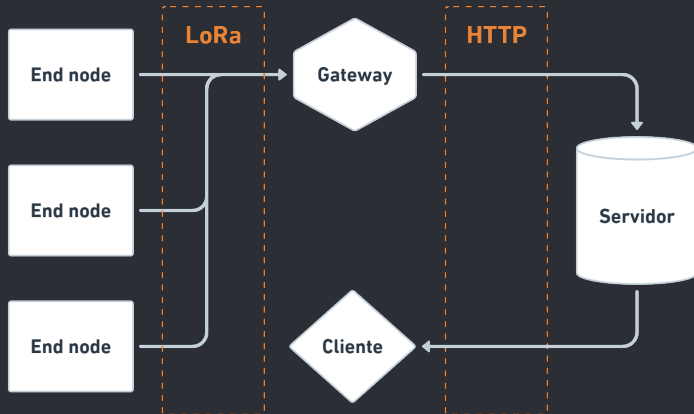 LoRa
HTTP
End node
Gateway
End node
Servidor
End node
Cliente